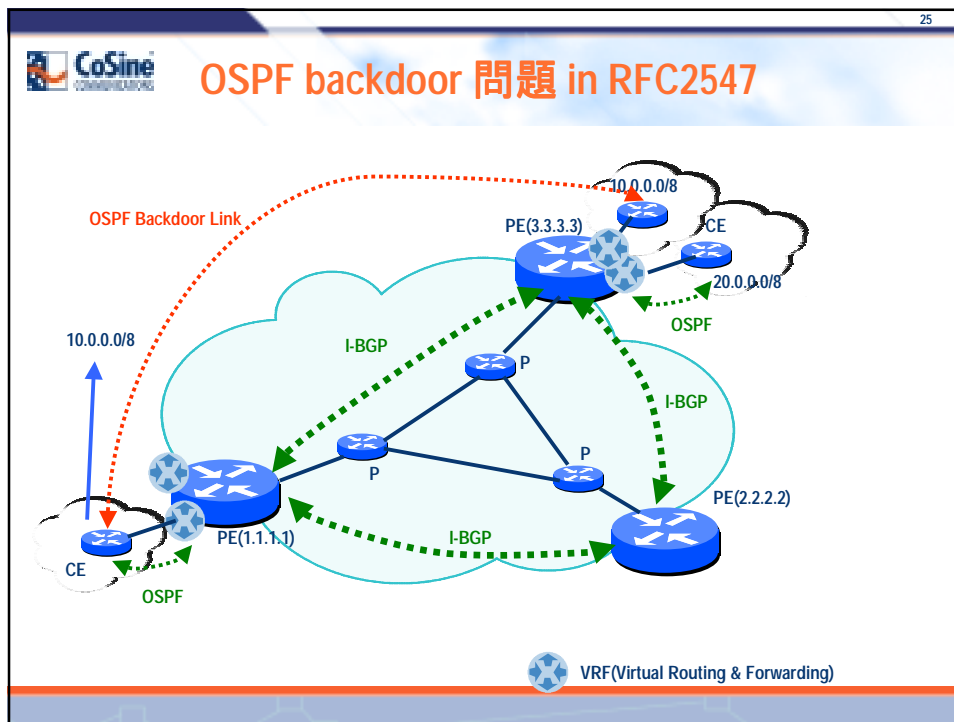 25
CoSine
COMMUNICATIONS
OSPF backdoor 問題 in RFC2547
10.0.0.0/8
OSPF Backdoor Link
PE(3.3.3.3)
CE
20.0.0.0/8
OSPF
10.0.0.0/8
I-BGP
P
I-BGP
P
P
PE(2.2.2.2)
PE(1.1.1.1)
I-BGP
CE
OSPF
VRF(Virtual Routing & Forwarding)